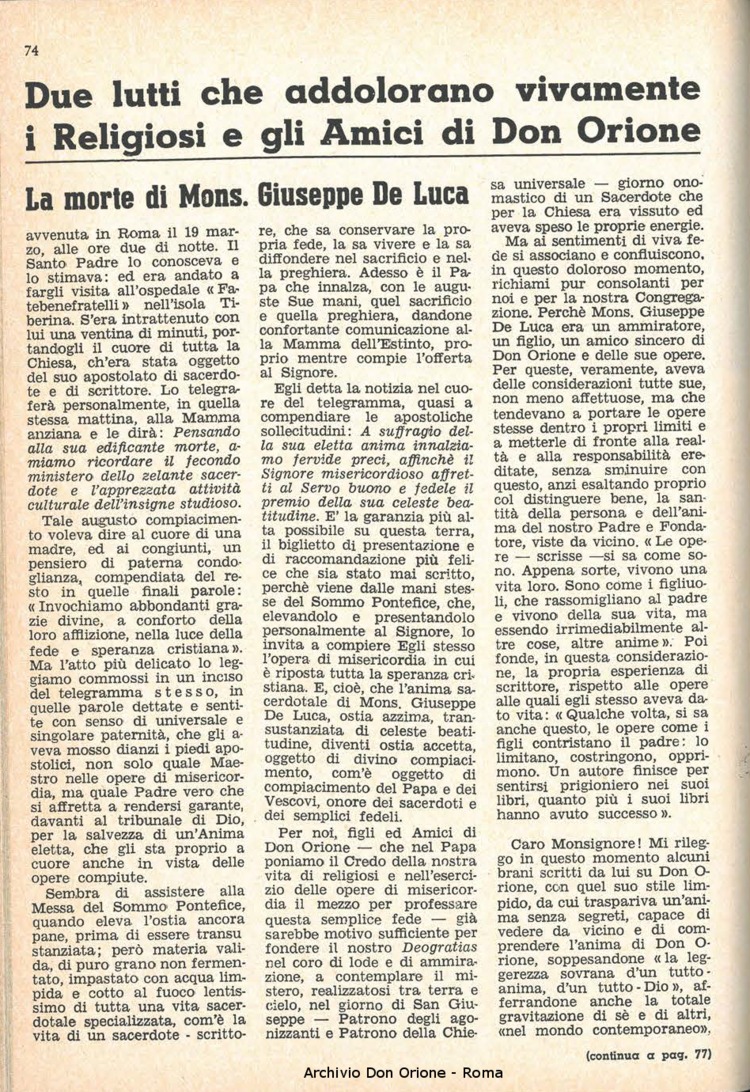 74
Due lutti che addolorano vivamente
i Religiosi e gli Amici di Don Orione
La morte di Mons. Giuseppe De Luca
avvenuta in Roma il 19 mar-
zo, alle ore due di notte. Il
Santo Padre lo conosceva e
lo stimava: ed era andato a
fargli visita all'ospedale « Fa-
tebenefratelli » nell'isola Ti-
berina. S'era intrattenuto con
lui una ventina di minuti, por-
tandogli il cuore di tutta la
Chiesa, ch'era stata oggetto
del suo apostolato di sacerdo-
te e di scrittore. Lo telegra-
ferà personalmente, in quella
stessa mattina, alla Mamma
anziana e le dirà: Pensando
alla sua edificante morte, a-
miamo ricordare il fecondo
ministero dello zelante sacer-
dote e l'apprezzata attività
culturale dell'insigne studioso.
Tale augusto compiacimen-
to voleva dire al cuore di una
madre, ed ai congiunti, un
pensiero di paterna condo-
glianza, compendiata del re-
sto in quelle finali parole:
« Invochiamo abbondanti gra-
zie divine, a conforto della
loro afflizione, nella luce della
fede e speranza cristiana ».
Ma l'atto più delicato lo leg-
giamo commossi in un inciso
del telegramma stesso, in
quelle parole dettate e senti-
te con senso di universale e
singolare paternità, che gli a-
veva mosso dianzi i piedi apo-
stolici, non solo quale Mae-
stro nelle opere di misericor-
dia, ma quale Padre vero che
si affretta a rendersi garante,
davanti al tribunale di Dio,
per la salvezza di un'Anima
eletta, che gli sta proprio a
cuore anche in vista delle
opere compiute.
Sembra di assistere alla
Messa del Sommo Pontefice,
quando eleva l'ostia ancora
pane, prima di essere transu
stanziata; però materia vali-
da, di puro grano non fermen-
tato, impastato con acqua lim-
pida e cotto al fuoco lentis-
simo di tutta una vita sacer-
dotale specializzata, com'è la
vita di un sacerdote - scritto-
re, che sa conservare la pro-
pria fede, la sa vivere e la sa
diffondere nel sacrificio e nel-
la preghiera. Adesso è il Pa-
pa che innalza, con le augu-
ste Sue mani, quel sacrificio
e quella preghiera, dandone
confortante comunicazione al-
la Mamma dell'Estinto, pro-
prio mentre compie l'offerta
al Signore.
Egli detta la notizia nel cuo-
re del telegramma, quasi a
compendiare le apostoliche
sollecitudini: A suffragio del-
la sua eletta anima innalzia-
mo fervide preci, affinchè il
Signore misericordioso affret-
ti al Servo buono e fedele il
premio della sua celeste bea-
titudine. E' la garanzia più al-
ta possibile su questa terra,
il biglietto di presentazione e
di raccomandazione più feli-
ce che sia stato mai scritto,
perchè viene dalle mani stes-
se del Sommo Pontefice, che,
elevandolo e presentandolo
personalmente al Signore, lo
invita a compiere Egli stesso
l'opera di misericordia in cui
è riposta tutta la speranza cri-
stiana. E, cioè, che l'anima sa-
cerdotale di Mons. Giuseppe
De Luca, ostia azzima, tran-
sustanziata di celeste beati-
tudine, diventi ostia accetta,
oggetto di divino compiaci-
mento, com'è oggetto di
compiacimento del Papa e dei
Vescovi, onore dei sacerdoti e
dei semplici fedeli.
Per noi, figli ed Amici di
Don Orione — che nel Papa
poniamo il Credo della nostra
vita di religiosi e nell'eserci-
zio delle opere di misericor-
dia il mezzo per professare
questa semplice fede — già
sarebbe motivo sufficiente per
fondere il nostro Deogratias
nel coro di lode e di ammira-
zione, a contemplare il mi-
stero, realizzatosi tra terra e
cielo, nel giorno di San Giu-
seppe — Patrono degli ago-
nizzanti e Patrono della Chie-
sa universale — giorno ono-
mastico di un Sacerdote che
per la Chiesa era vissuto ed
aveva speso le proprie energie.
Ma ai sentimenti di viva fe-
de si associano e confluiscono,
in questo doloroso momento,
richiami pur consolanti per
noi e per la nostra Congrega-
zione. Perchè Mons. Giuseppe
De Luca era un ammiratore,
un figlio, un amico sincero di
Don Orione e delle sue opere.
Per queste, veramente, aveva
delle considerazioni tutte sue,
non meno affettuose, ma che
tendevano a portare le opere
stesse dentro i propri limiti e
a metterle di fronte alla real-
tà e alla responsabilità ere-
ditate, senza sminuire con
questo, anzi esaltando proprio
col distinguere bene, la san-
tità della persona e dell'ani-
ma del nostro Padre e Fonda-
tore, viste da vicino. « Le ope-
re — scrisse —si sa come so-
no. Appena sorte, vivono una
vita loro. Sono come i figliuo-
li, che rassomigliano al padre
e vivono della sua vita, ma
essendo irrimediabilmente al-
tre cose, altre anime ». Poi
fonde, in questa considerazio-
ne, la propria esperienza di
scrittore, rispetto alle opere
alle quali egli stesso aveva da-
to vita: « Qualche volta, si sa
anche questo, le opere come i
figli contristano il padre: lo
limitano, costringono, oppri-
mono. Un autore finisce per
sentirsi prigioniero nei suoi
libri, quanto più i suoi libri
hanno avuto successo ».
Caro Monsignore! Mi rileg-
go in questo momento alcuni
brani scritti da lui su Don O-
rione, con quel suo stile lim-
pido, da cui traspariva un'ani-
ma senza segreti, capace di
vedere da vicino e di com-
prendere l'anima di Don O-
rione, soppesandone « la leg-
gerezza sovrana d'un tutto-
anima, d'un tutto - Dio », af-
ferrandone anche la totale
gravitazione di sè e di altri,
«nel mondo contemporaneo».
(continua a pag. 77)
Archivio Don Orione - Roma